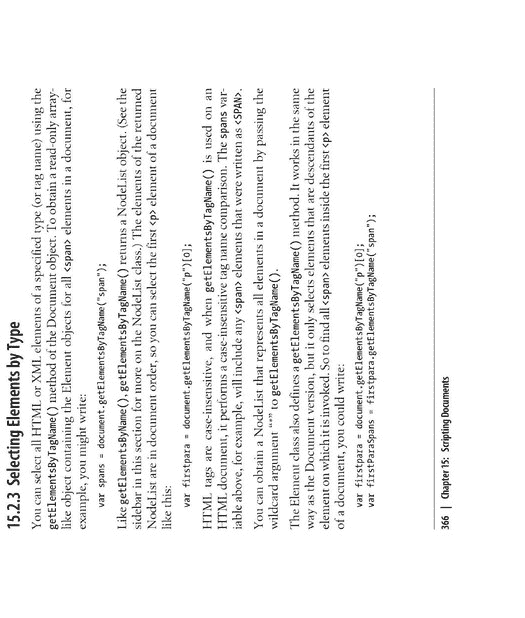 15.2.3 Selecting Elements by Type
You can select all HTML or XML elements of a specified type (or tag name) using the
getElementsByTagName() method of the Document object. To obtain a read-only array-
like object containing the Element objects for all <span> elements in a document, for
example, you might write:
var spans = document.getElementsByTagName("span");
Like getElementsByName(), getElementsByTagName() returns a NodeList object. (See the
sidebar in this section for more on the NodeList class.) The elements of the returned
NodeList are in document order, so you can select the first <p> element of a document
like this:
var firstpara = document.getElementsByTagName("p")[0];
HTML tags are case-insensitive, and when getElementsByTagName() is used on an
HTML document, it performs a case-insensitive tag name comparison. The spans var-
iable above, for example, will include any <span> elements that were written as <SPAN>.
You can obtain a NodeList that represents all elements in a document by passing the
wildcard argument "*" to getElementsByTagName().
The Element class also defines a getElementsByTagName() method. It works in the same
way as the Document version, but it only selects elements that are descendants of the
element on which it is invoked. So to find all <span> elements inside the first <p> element
of a document, you could write:
var firstpara = document.getElementsByTagName("p")[0];
var firstParaSpans = firstpara.getElementsByTagName("span");
366 | Chapter 15: Scripting Documents